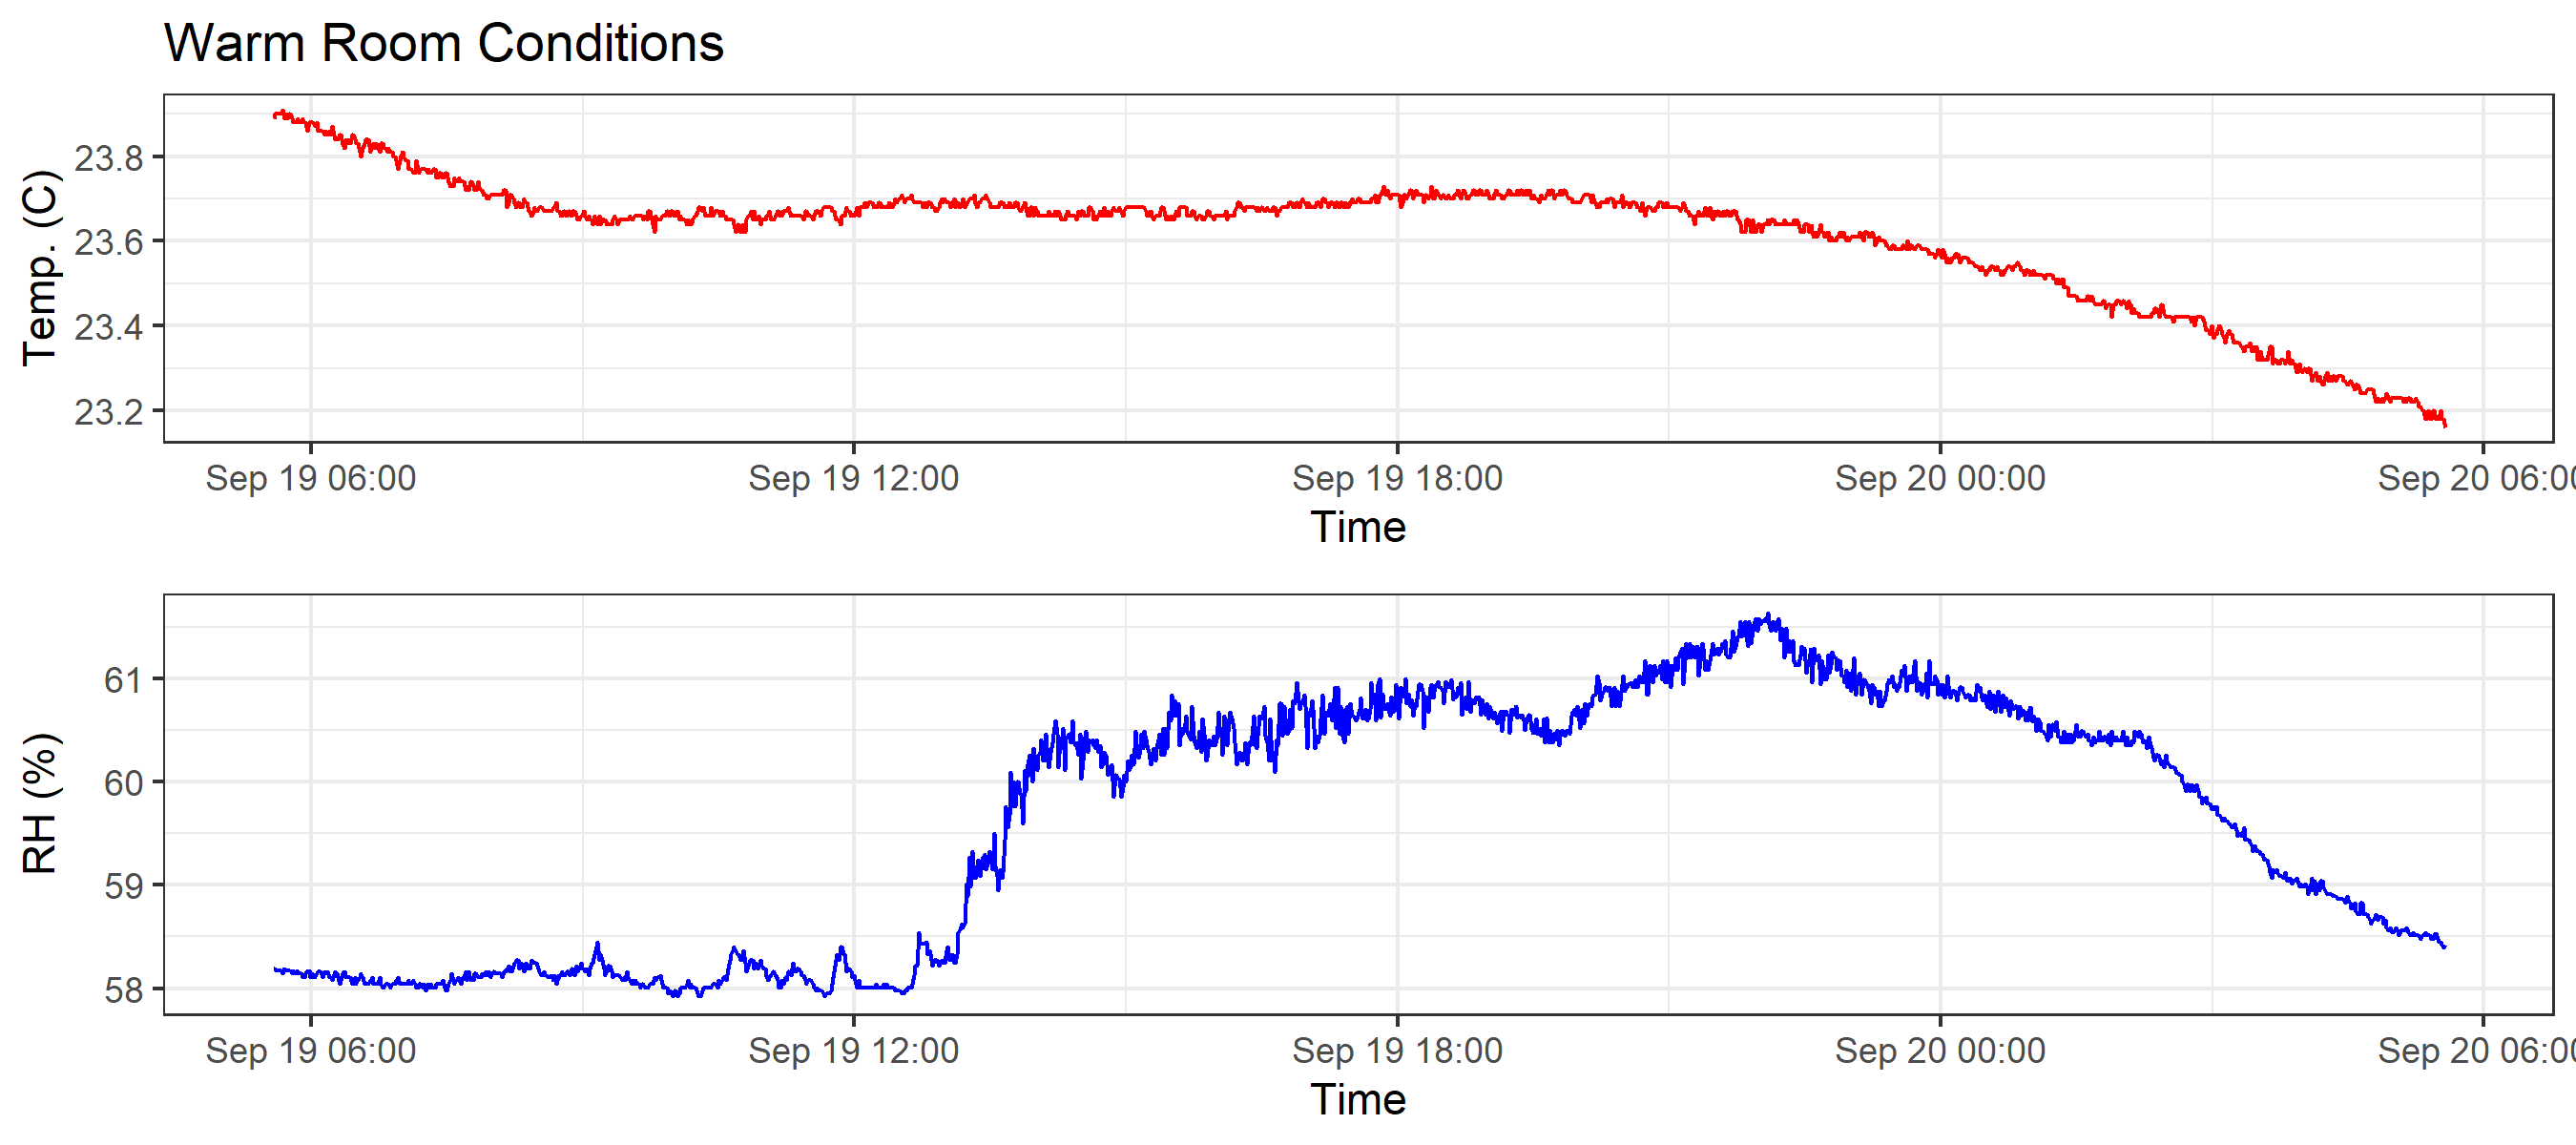 Warm Room Conditions
Temp. (C)
23.8
23.6
23.4
23.2
Sep 19 06:00
Sep 19 12:00
Sep 19 18:00
Sep 20 00:00
Sep 20 06:0
Time
RH (%)
61
60
59
58
Sep 19 06:00
Sep 19 12:00
Sep 19 18:00
Sep 20 00:00
Sep 20 06:0
Time